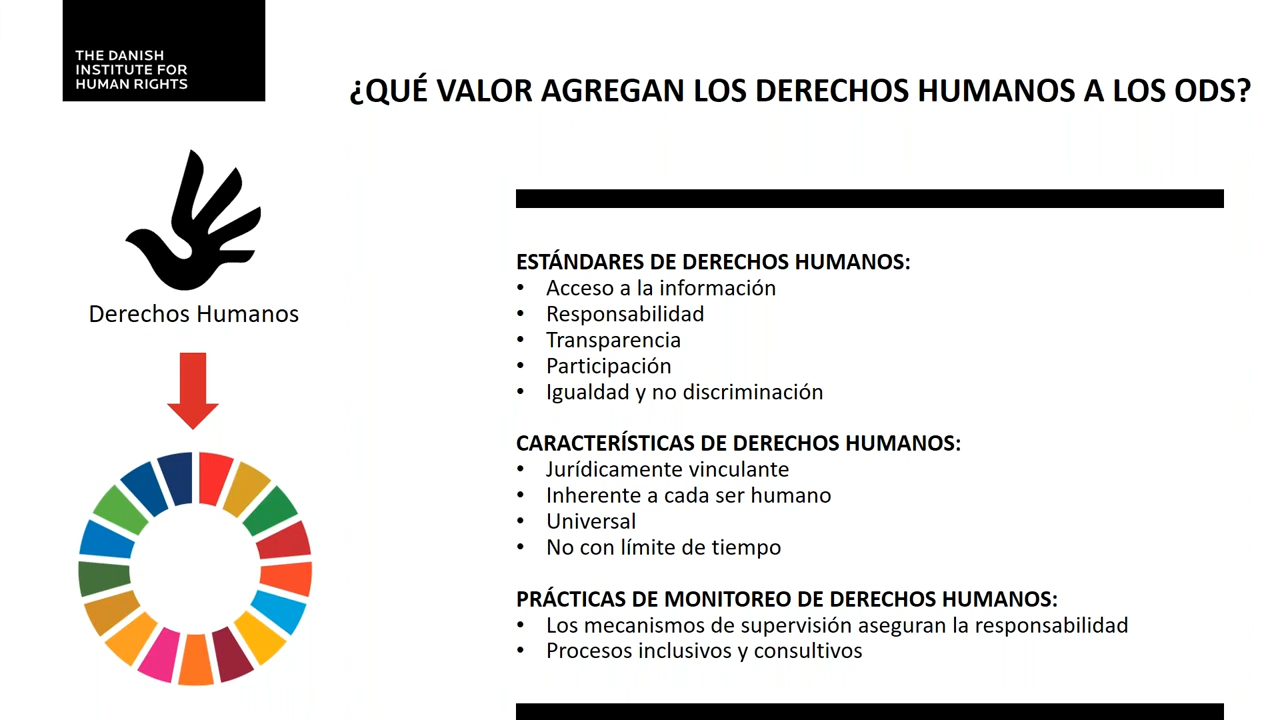 THE DANISH
INSTITUTE FOR
HUMAN RIGHTS
¿QUÉ VALOR AGREGAN LOS DERECHOS HUMANOS A LOS ODS?
Derechos Humanos
ESTÁNDARES DE DERECHOS HUMANOS:
• Acceso a la información
• Responsabilidad
• Transparencia
• Participación
• Igualdad y no discriminación
CARACTERÍSTICAS DE DERECHOS HUMANOS:
• Jurídicamente vinculante
• Inherente a cada ser humano
• Universal
• No con límite de tiempo
PRÁCTICAS DE MONITOREO DE DERECHOS HUMANOS:
• Los mecanismos de supervisión aseguran la responsabilidad
• Procesos inclusivos y consultivos